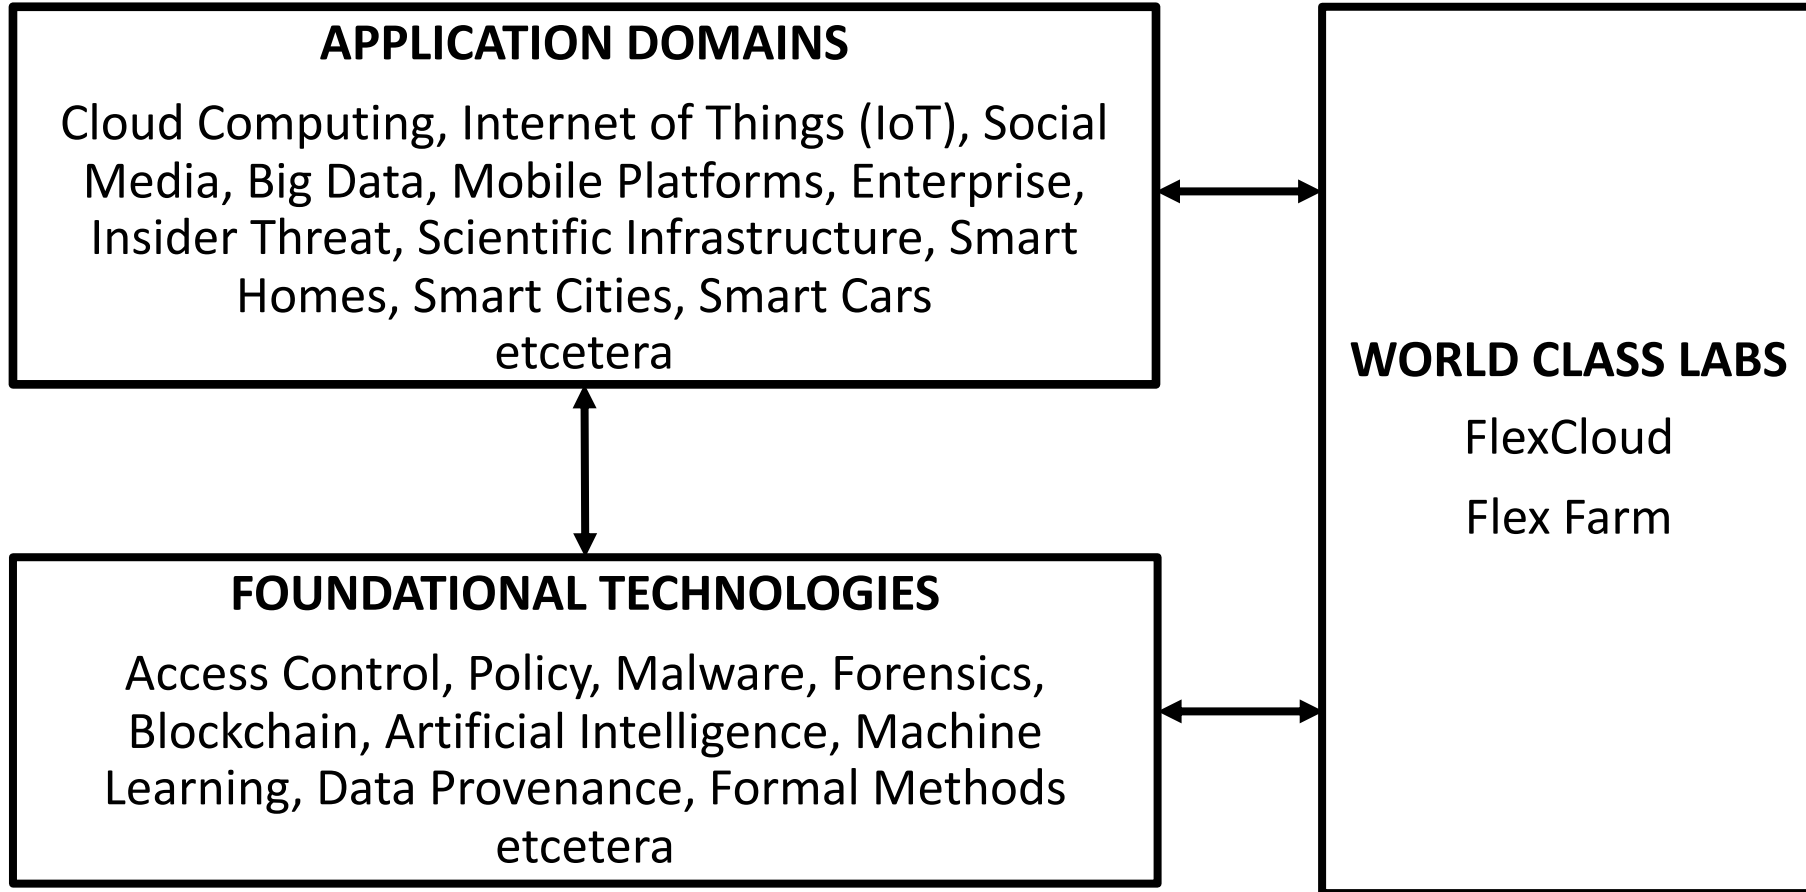 APPLICATION DOMAINS
Cloud Computing, Internet of Things (IoT), Social
Media, Big Data, Mobile Platforms, Enterprise,
Insider Threat, Scientific Infrastructure, Smart
Homes, Smart Cities, Smart Cars
etcetera
FOUNDATIONAL TECHNOLOGIES
Access Control, Policy, Malware, Forensics,
Blockchain, Artificial Intelligence, Machine
Learning, Data Provenance, Formal Methods
etcetera
WORLD CLASS LABS
FlexCloud
Flex Farm